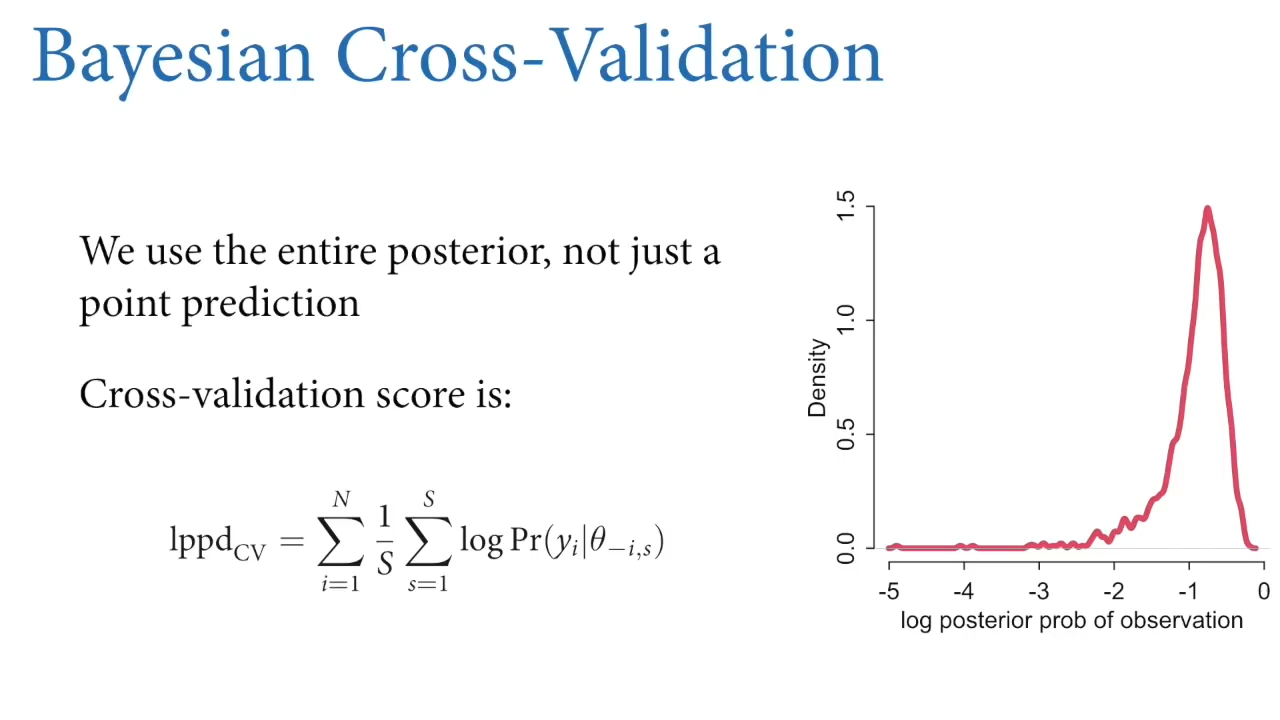 Bayesian Cross-Validation
We use the entire posterior, not just a
point prediction
Cross-validation score is:
lppd_CV = ∑_{i=1}^{N} \frac{1}{S} ∑_{s=1}^{S} log Pr(y_i|θ_{−i,s})
Density
1.5
1.0
0.5
0.0
-5 -4 -3 -2 -1 0
log posterior prob of observation